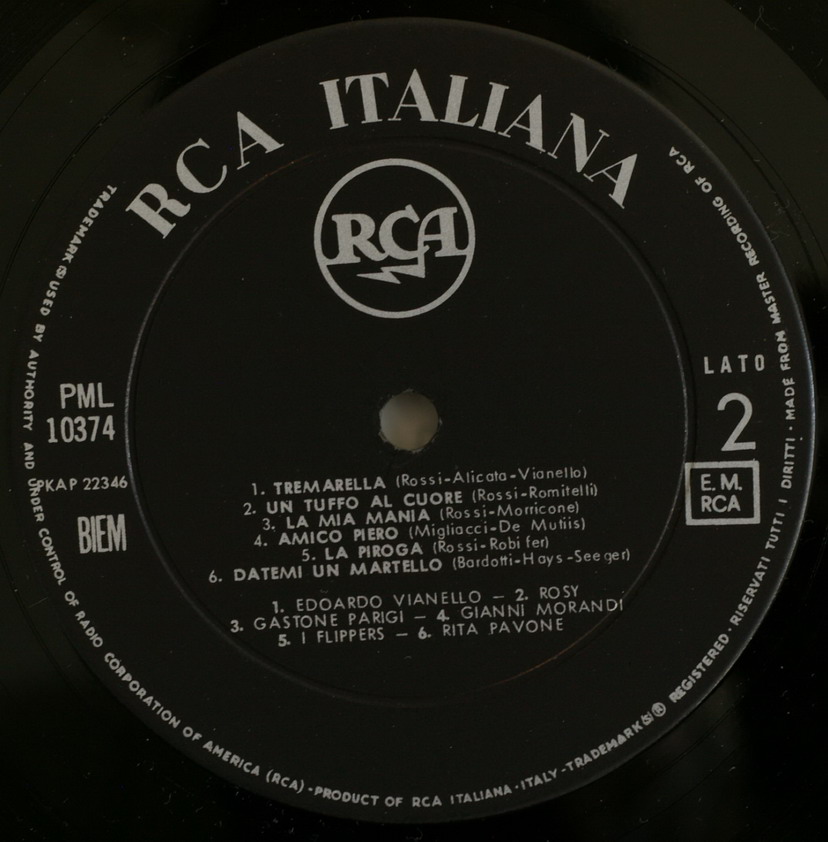 RCA ITALIANA
RCA
TRADEMARK(S) USED BY AUTHORITY AND UNDER CONTROL OF RADIO CORPORATION OF AMERICA (RCA) - PRODUCT OF RCA ITALIANA - ITALY - TRADEMARK(S) ® REGISTERED - RISERVATI TUTTI I DIRITTI - MADE FROM MASTER RECORDING OF RCA
PML
10374
PKAP 22346
BIEM
LATO
2
E.M.
RCA
1. TREMARELLA (Rossi-Alicata-Vianello)
2. UN TUFFO AL CUORE (Rossi-Romitelli)
3. LA MIA MANIA (Rossi-Morricone)
4. AMICO PIERO (Migliacci-De Mutiis)
5. LA PIROGA (Rossi-Robifer)
6. DATEMI UN MARTELLO (Bardotti-Hays-Seeger)
1. EDOARDO VIANELLO - 2. ROSY
3. GASTONE PARIGI - 4. GIANNI MORANDI
5. I FLIPPERS - 6. RITA PAVONE